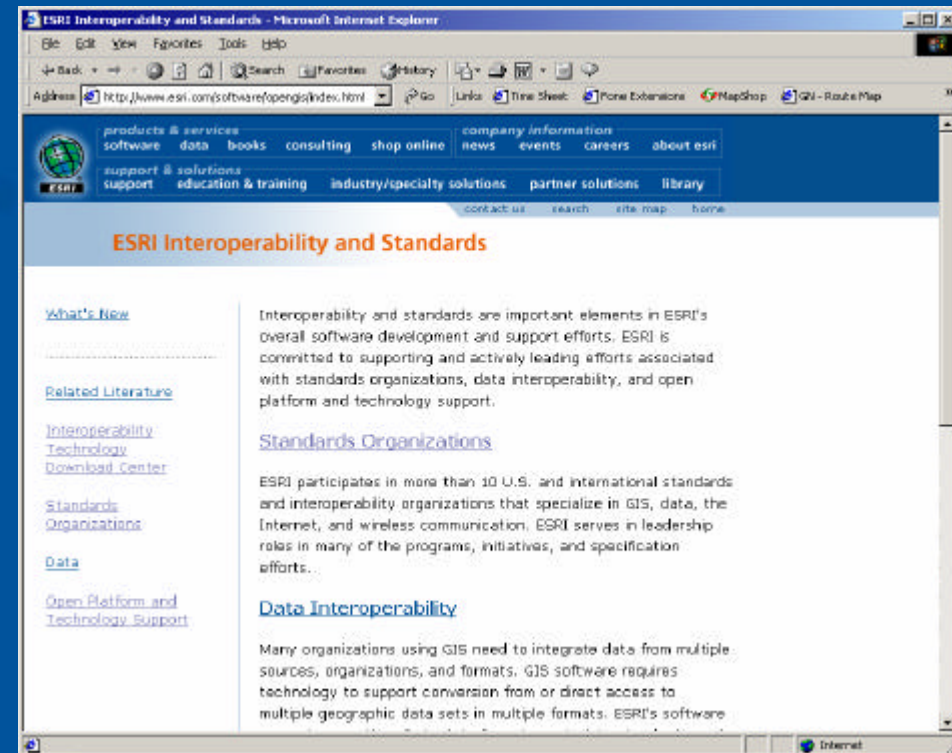 ESRI Interoperability and Standards - Microsoft Internet Explorer
File Edit View Favorites Tools Help
Back Search Favorites History
Address http://www.esri.com/software/opengis/index.html Go Links Time Sheet Fone Extensions MapShop GN - Route Map
products & services company information
software data books consulting shop online news events careers about esri
support & solutions
support education & training industry/specialty solutions partner solutions library
ESRI
contact us search site map home
ESRI Interoperability and Standards
What's New
Related Literature
Interoperability
Technology
Download Center
Standards
Organizations
Data
Open Platform and
Technology Support
Interoperability and standards are important elements in ESRI's
overall software development and support efforts. ESRI is
committed to supporting and actively leading efforts associated
with standards organizations, data interoperability, and open
platform and technology support.
Standards Organizations
ESRI participates in more than 10 U.S. and international standards
and interoperability organizations that specialize in GIS, data, the
Internet, and wireless communication. ESRI serves in leadership
roles in many of the programs, initiatives, and specification
efforts.
Data Interoperability
Many organizations using GIS need to integrate data from multiple
sources, organizations, and formats. GIS software requires
technology to support conversion from or direct access to
multiple geographic data sets in multiple formats. ESRI's software
Internet